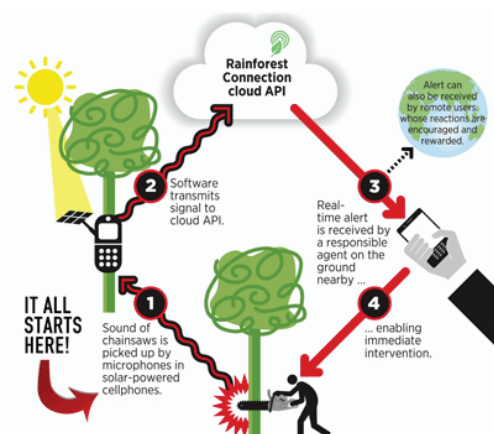 Rainforest
Connection
cloud API
Alert can
also be received
by remote users
whose reactions are
encouraged and
rewarded.
2
Software
transmits
signal to
cloud API.
3
Real-
time alert
is received by
a responsible
agent on the
ground
nearby ...
IT ALL
STARTS
HERE!
1
Sound of
chainsaws is
picked up by
microphones in
solar-powered
cellphones.
4
... enabling
immediate
intervention.